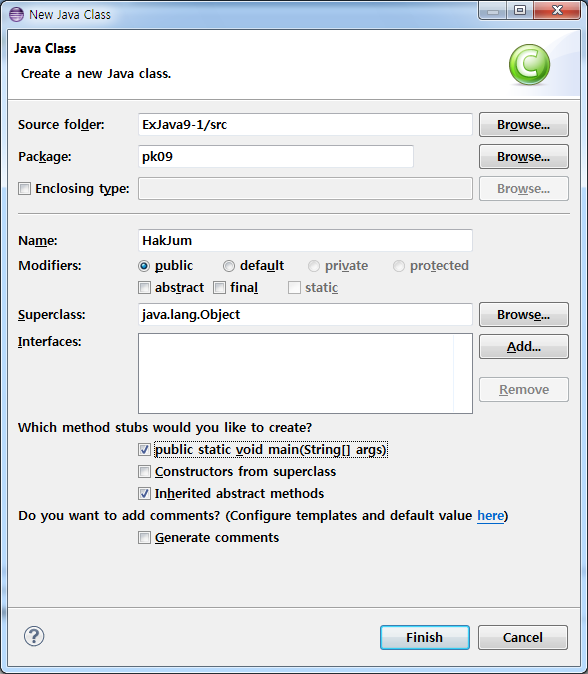 New Java Class
Java Class
Create a new Java class.
C
Source folder: ExJava9-1/src Browse...
Package: pk09 Browse...
Enclosing type: Browse...
Name: HakJum
Modifiers: public default private protected
abstract final static
Superclass: java.lang.Object Browse...
Interfaces: Add...
Remove
Which method stubs would you like to create?
public static void main(String[] args)
Constructors from superclass
Inherited abstract methods
Do you want to add comments? (Configure templates and default value here)
Generate comments
? Finish Cancel